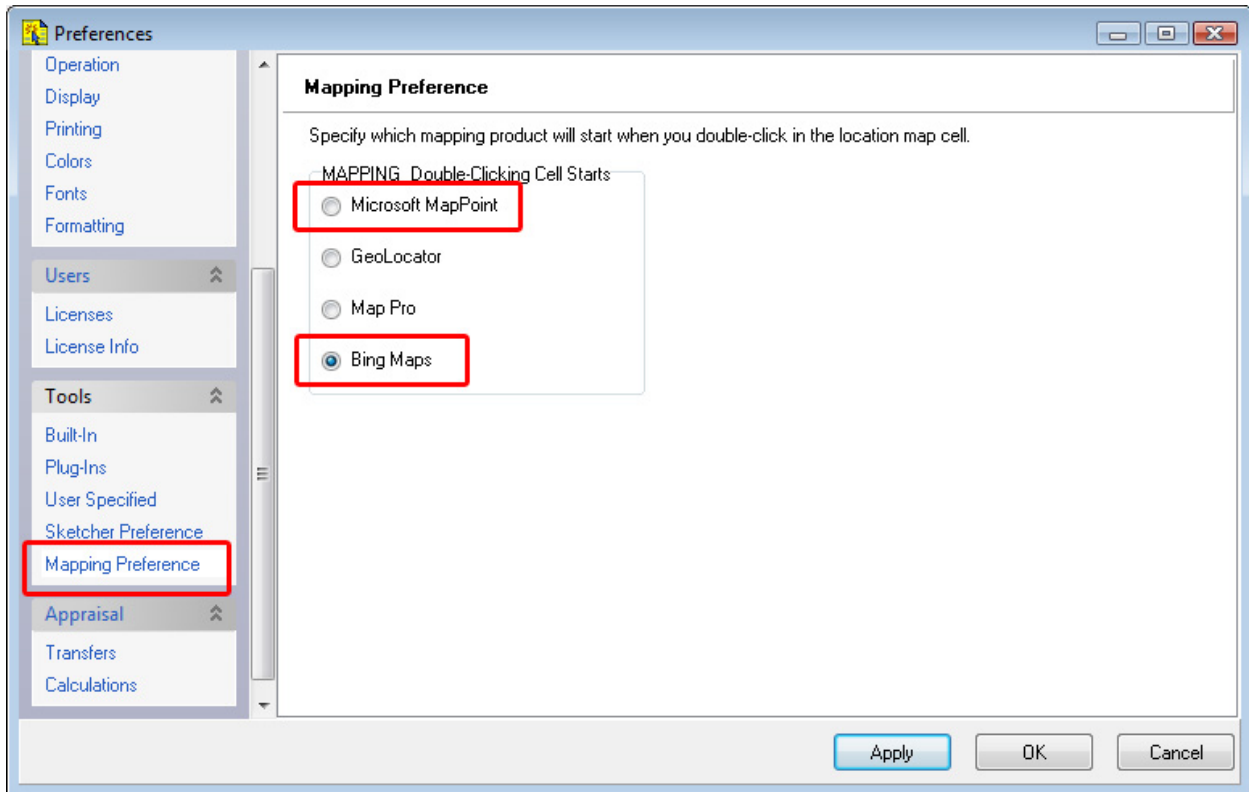 Preferences
Operation
Display
Printing
Colors
Fonts
Formatting
Users
Licenses
License Info
Tools
Built-In
Plug-Ins
User Specified
Sketcher Preference
Mapping Preference
Appraisal
Transfers
Calculations
Mapping Preference
Specify which mapping product will start when you double-click in the location map cell.
MAPPING Double-Clicking Cell Starts
Microsoft MapPoint
GeoLocator
Map Pro
Bing Maps
Apply
OK
Cancel